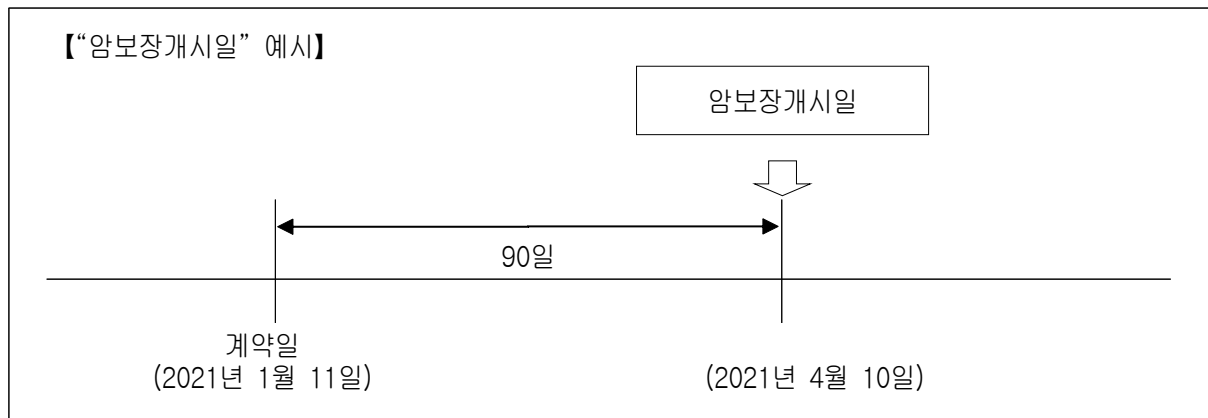 【“암보장개시일” 예시】
암보장개시일
90일
계약일
(2021년 1월 11일)
(2021년 4월 10일)